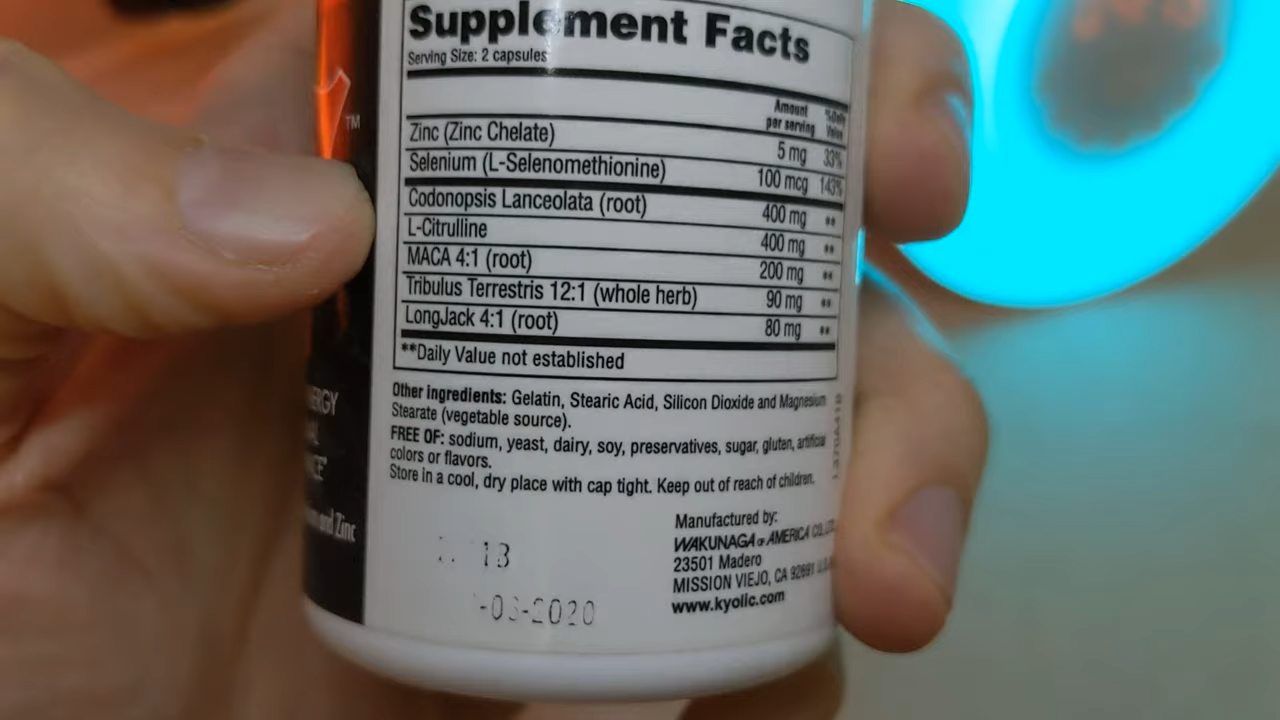 Supplement Facts
Serving Size: 2 capsules
Amount per serving %Daily Value
Zinc (Zinc Chelate) 5 mg 33%
Selenium (L-Selenomethionine) 100 mcg 143%
Codonopsis Lanceolata (root) 400 mg **
L-Citrulline 400 mg **
MACA 4:1 (root) 200 mg **
Tribulus Terrestris 12:1 (whole herb) 90 mg **
LongJack 4:1 (root) 80 mg **
**Daily Value not established
Other ingredients: Gelatin, Stearic Acid, Silicon Dioxide and Magnesium
Stearate (vegetable source).
FREE OF: sodium, yeast, dairy, soy, preservatives, sugar, gluten, artificial
colors or flavors.
Store in a cool, dry place with cap tight. Keep out of reach of children.
Manufactured by:
WAKUNAGA OF AMERICA CO.
23501 Madero
MISSION VIEJO, CA 92691
www.kyolic.com
13
2020
TM
and Zinc